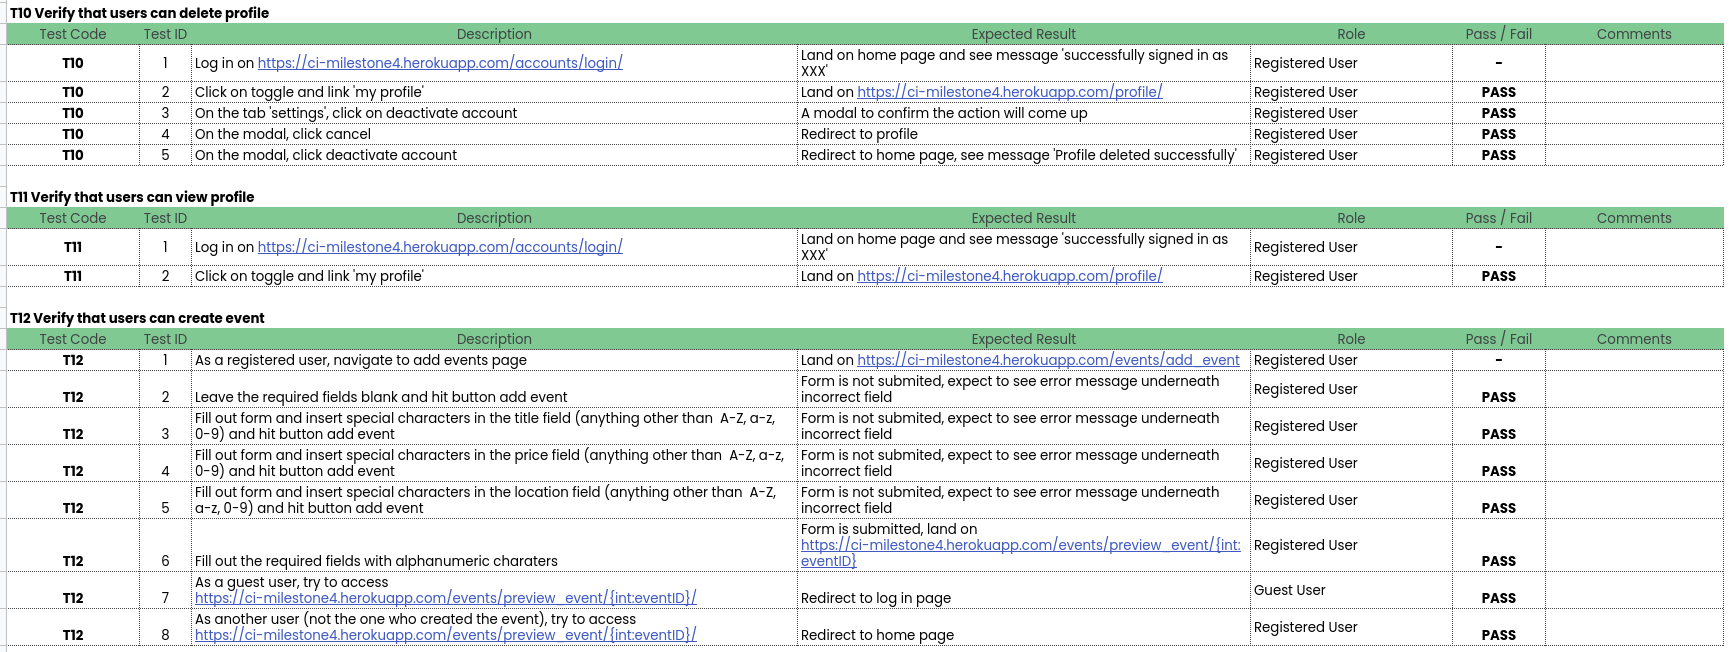 T10 Verify that users can delete profile
Test Code Test ID Description Expected Result Role Pass / Fail Comments
T10 1 Log in on https://ci-milestone4.herokuapp.com/accounts/login/ Land on home page and see message 'successfully signed in as XXX' Registered User -
T10 2 Click on toggle and link 'my profile' Land on https://ci-milestone4.herokuapp.com/profile/ Registered User PASS
T10 3 On the tab 'settings', click on deactivate account A modal to confirm the action will come up Registered User PASS
T10 4 On the modal, click cancel Redirect to profile Registered User PASS
T10 5 On the modal, click deactivate account Redirect to home page, see message 'Profile deleted successfully' Registered User PASS
T11 Verify that users can view profile
Test Code Test ID Description Expected Result Role Pass / Fail Comments
T11 1 Log in on https://ci-milestone4.herokuapp.com/accounts/login/ Land on home page and see message 'successfully signed in as XXX' Registered User -
T11 2 Click on toggle and link 'my profile' Land on https://ci-milestone4.herokuapp.com/profile/ Registered User PASS
T12 Verify that users can create event
Test Code Test ID Description Expected Result Role Pass / Fail Comments
T12 1 As a registered user, navigate to add events page Land on https://ci-milestone4.herokuapp.com/events/add_event Registered User -
T12 2 Leave the required fields blank and hit button add event Form is not submited, expect to see error message underneath incorrect field Registered User PASS
T12 3 Fill out form and insert special characters in the title field (anything other than A-Z, a-z, 0-9) and hit button add event Form is not submited, expect to see error message underneath incorrect field Registered User PASS
T12 4 Fill out form and insert special characters in the price field (anything other than A-Z, a-z, 0-9) and hit button add event Form is not submited, expect to see error message underneath incorrect field Registered User PASS
T12 5 Fill out form and insert special characters in the location field (anything other than A-Z, a-z, 0-9) and hit button add event Form is not submited, expect to see error message underneath incorrect field Registered User PASS
T12 6 Fill out the required fields with alphanumeric charaters Form is submitted, land on https://ci-milestone4.herokuapp.com/events/preview_event/{int:eventID} Registered User PASS
T12 7 As a guest user, try to access https://ci-milestone4.herokuapp.com/events/preview_event/{int:eventID}/ Redirect to log in page Guest User PASS
T12 8 As another user (not the one who created the event), try to access https://ci-milestone4.herokuapp.com/events/preview_event/{int:eventID}/ Redirect to home page Registered User PASS